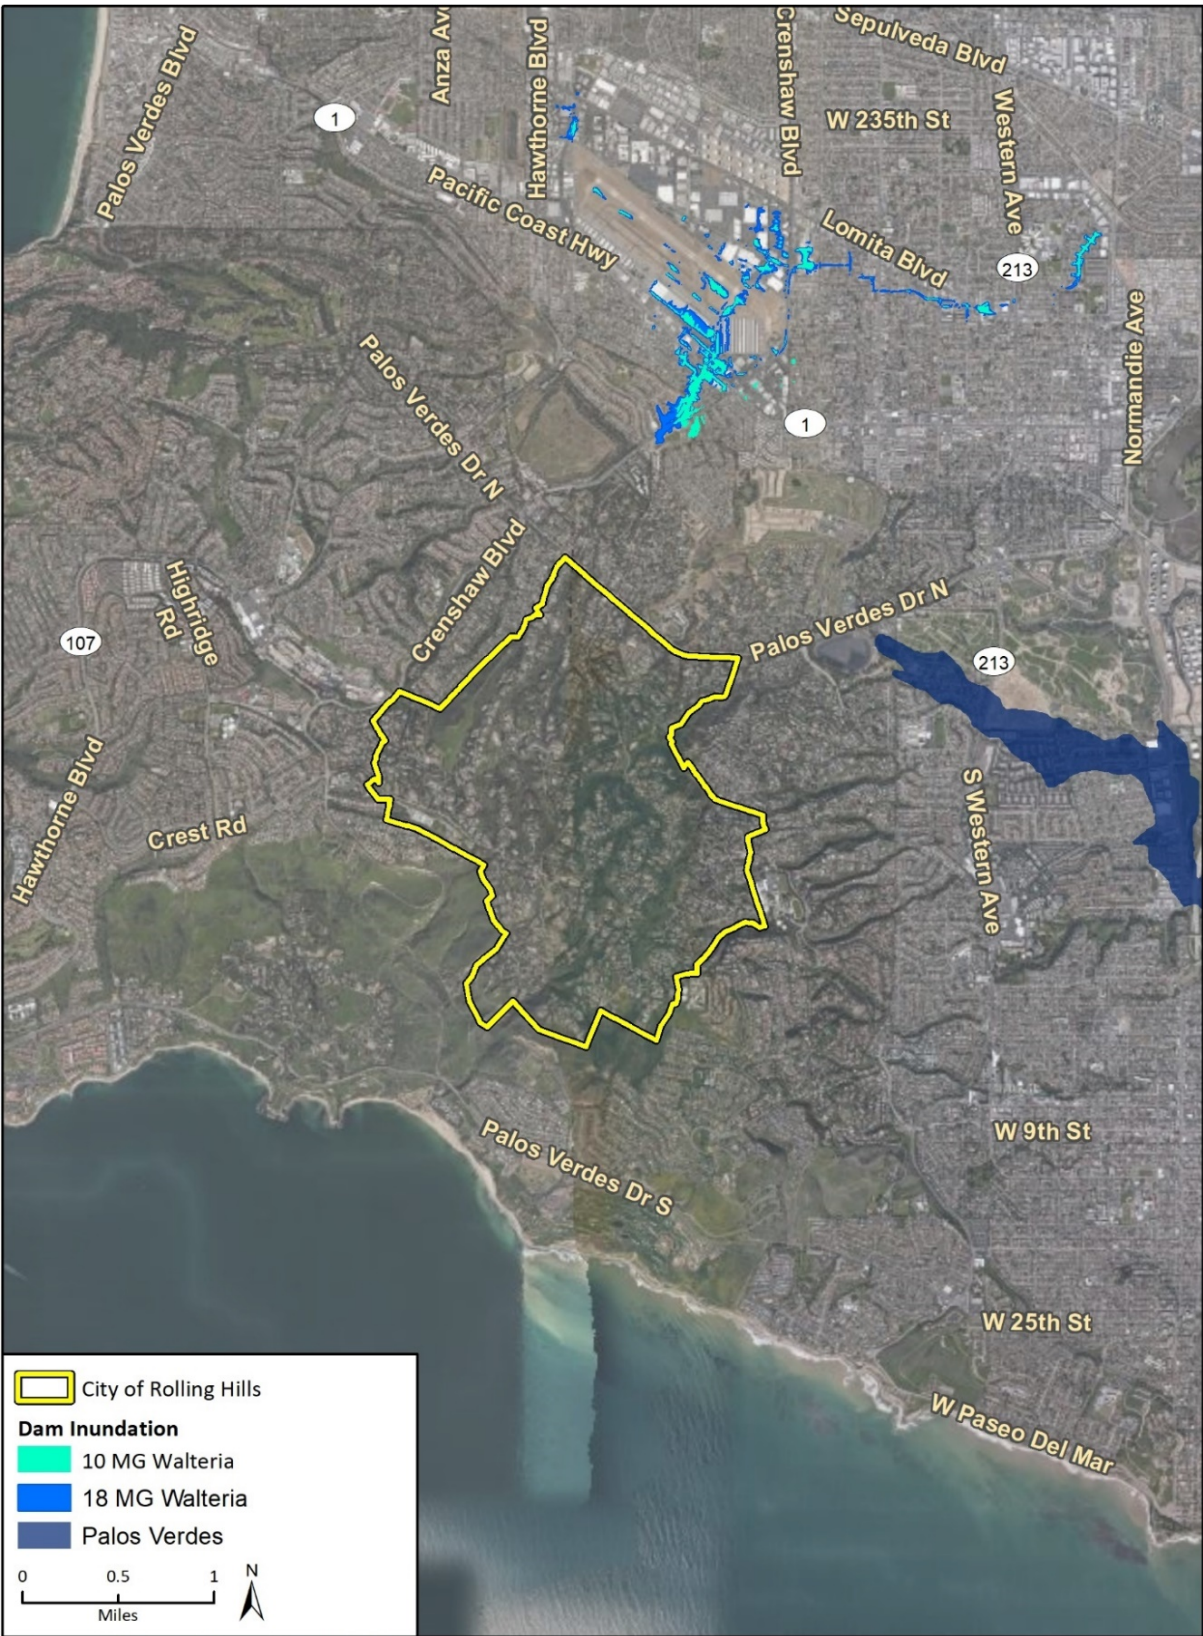 Sepulveda Blvd
Palos Verdes Blvd
Anza Ave
Hawthorne Blvd
Crenshaw Blvd
Western Ave
1
W 235th St
Pacific Coast Hwy
Lomita Blvd
213
Normandie Ave
Palos Verdes Dr N
1
Crenshaw Blvd
Highridge
Rd
107
Palos Verdes Dr N
213
Hawthorne Blvd
Crest Rd
S Western Ave
W 9th St
Palos Verdes Dr S
W 25th St
W Paseo Del Mar
City of Rolling Hills
Dam Inundation
10 MG Walteria
18 MG Walteria
Palos Verdes
0 0.5 1
Miles
N